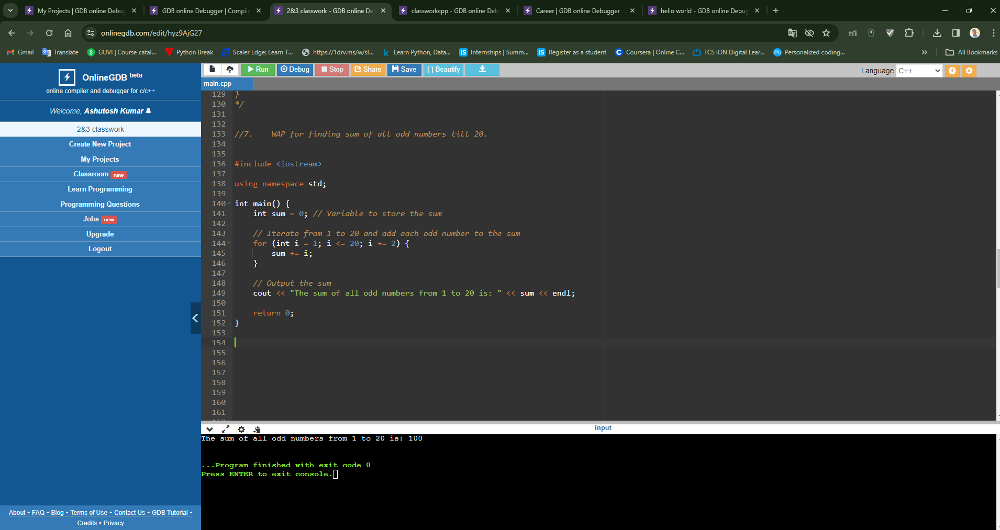 My Projects | GDB online Debug
GDB online Debugger | Compile
2&3 classwork - GDB online De
classworkcpp - GDB online Deb
Career | GDB online Debugger
hello world - GDB online Debug
onlinegdb.com/edit/hyz9AjG27
Gmail
Translate
GUVI | Course catal...
Python Break
Scaler Edge: Learn T...
https://1drv.ms/w/s!...
Learn Python, Data...
Internships | Summ...
Register as a student
Coursera | Online C...
TCS iON Digital Lear...
Personalized coding...
All Bookmarks
OnlineGDB beta
online compiler and debugger for c/c++
Welcome, Ashutosh Kumar
2&3 classwork
Create New Project
My Projects
Classroom new
Learn Programming
Programming Questions
Jobs new
Upgrade
Logout
About • FAQ • Blog • Terms of Use • Contact Us • GDB Tutorial •
Credits • Privacy
Run
Debug
Stop
Share
Save
{ } Beautify
Language C++
main.cpp
129 }
130 */
131
132
133 //7.    WAP for finding sum of all odd numbers till 20.
134
135
136 #include <iostream>
137
138 using namespace std;
139
140 int main() {
141     int sum = 0; // Variable to store the sum
142
143     // Iterate from 1 to 20 and add each odd number to the sum
144     for (int i = 1; i <= 20; i += 2) {
145         sum += i;
146     }
147
148     // Output the sum
149     cout << "The sum of all odd numbers from 1 to 20 is: " << sum << endl;
150
151     return 0;
152 }
153
154
155
156
157
158
159
160
161
input
The sum of all odd numbers from 1 to 20 is: 100
...Program finished with exit code 0
Press ENTER to exit console.